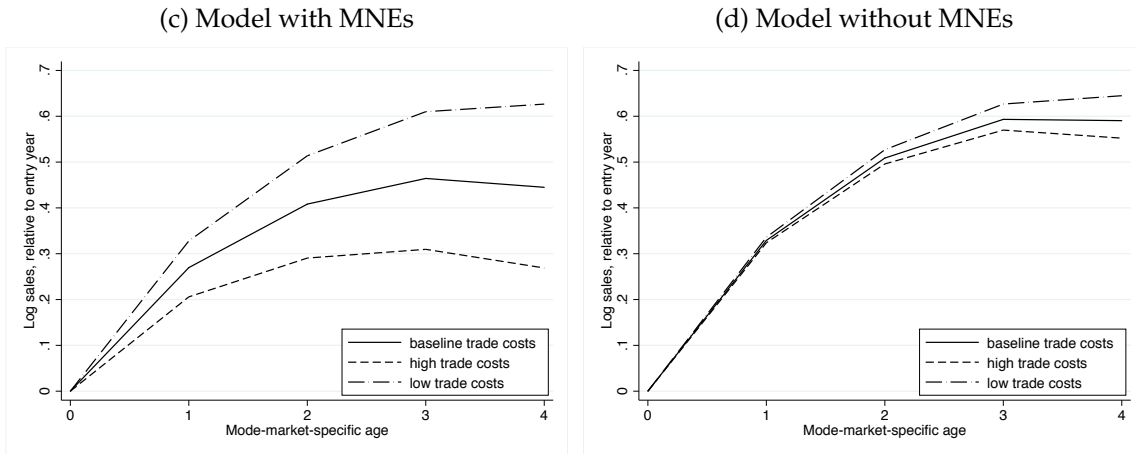 (c) Model with MNEs
Log sales, relative to entry year
.7
.6
.5
.4
.3
.2
.1
0
baseline trade costs
high trade costs
low trade costs
0 1 2 3 4
Mode-market-specific age
(d) Model without MNEs
Log sales, relative to entry year
.7
.6
.5
.4
.3
.2
.1
0
baseline trade costs
high trade costs
low trade costs
0 1 2 3 4
Mode-market-specific age